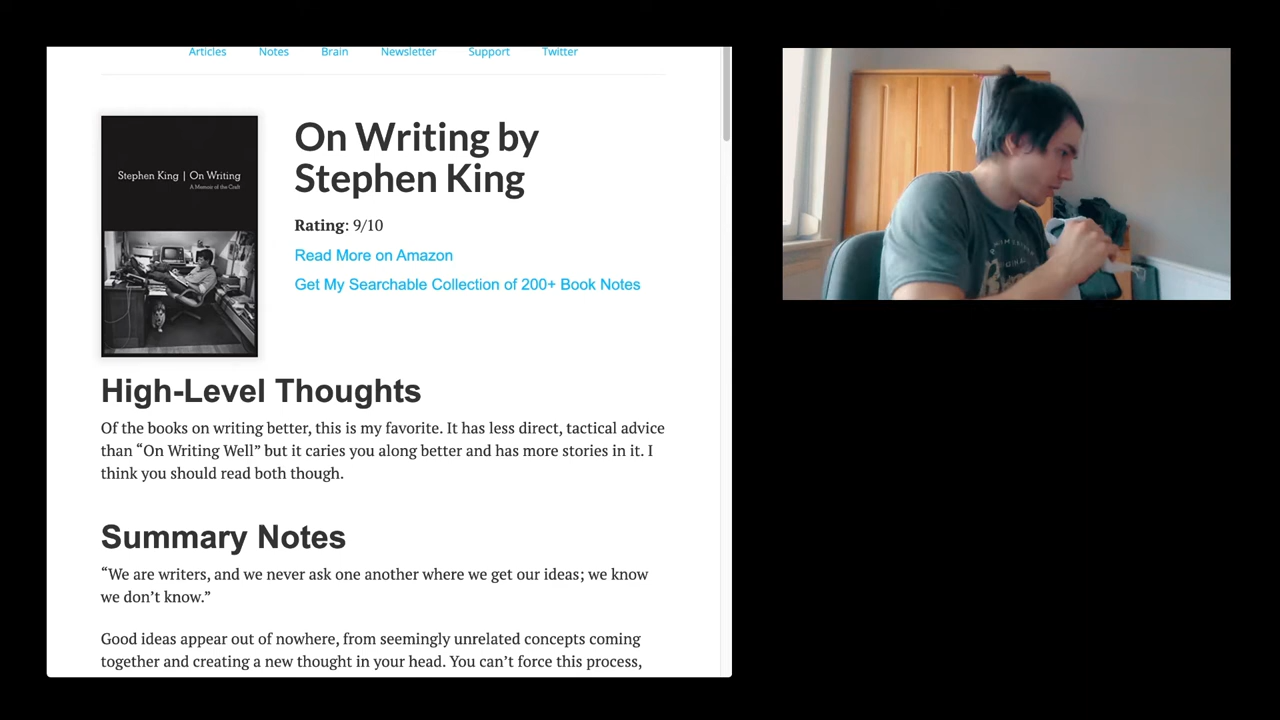 Articles Notes Brain Newsletter Support Twitter
Stephen King | On Writing
A Memoir of the Craft
On Writing by
Stephen King
Rating: 9/10
Read More on Amazon
Get My Searchable Collection of 200+ Book Notes
High-Level Thoughts
Of the books on writing better, this is my favorite. It has less direct, tactical advice
than “On Writing Well” but it caries you along better and has more stories in it. I
think you should read both though.
Summary Notes
“We are writers, and we never ask one another where we get our ideas; we know
we don’t know.”
Good ideas appear out of nowhere, from seemingly unrelated concepts coming
together and creating a new thought in your head. You can’t force this process,